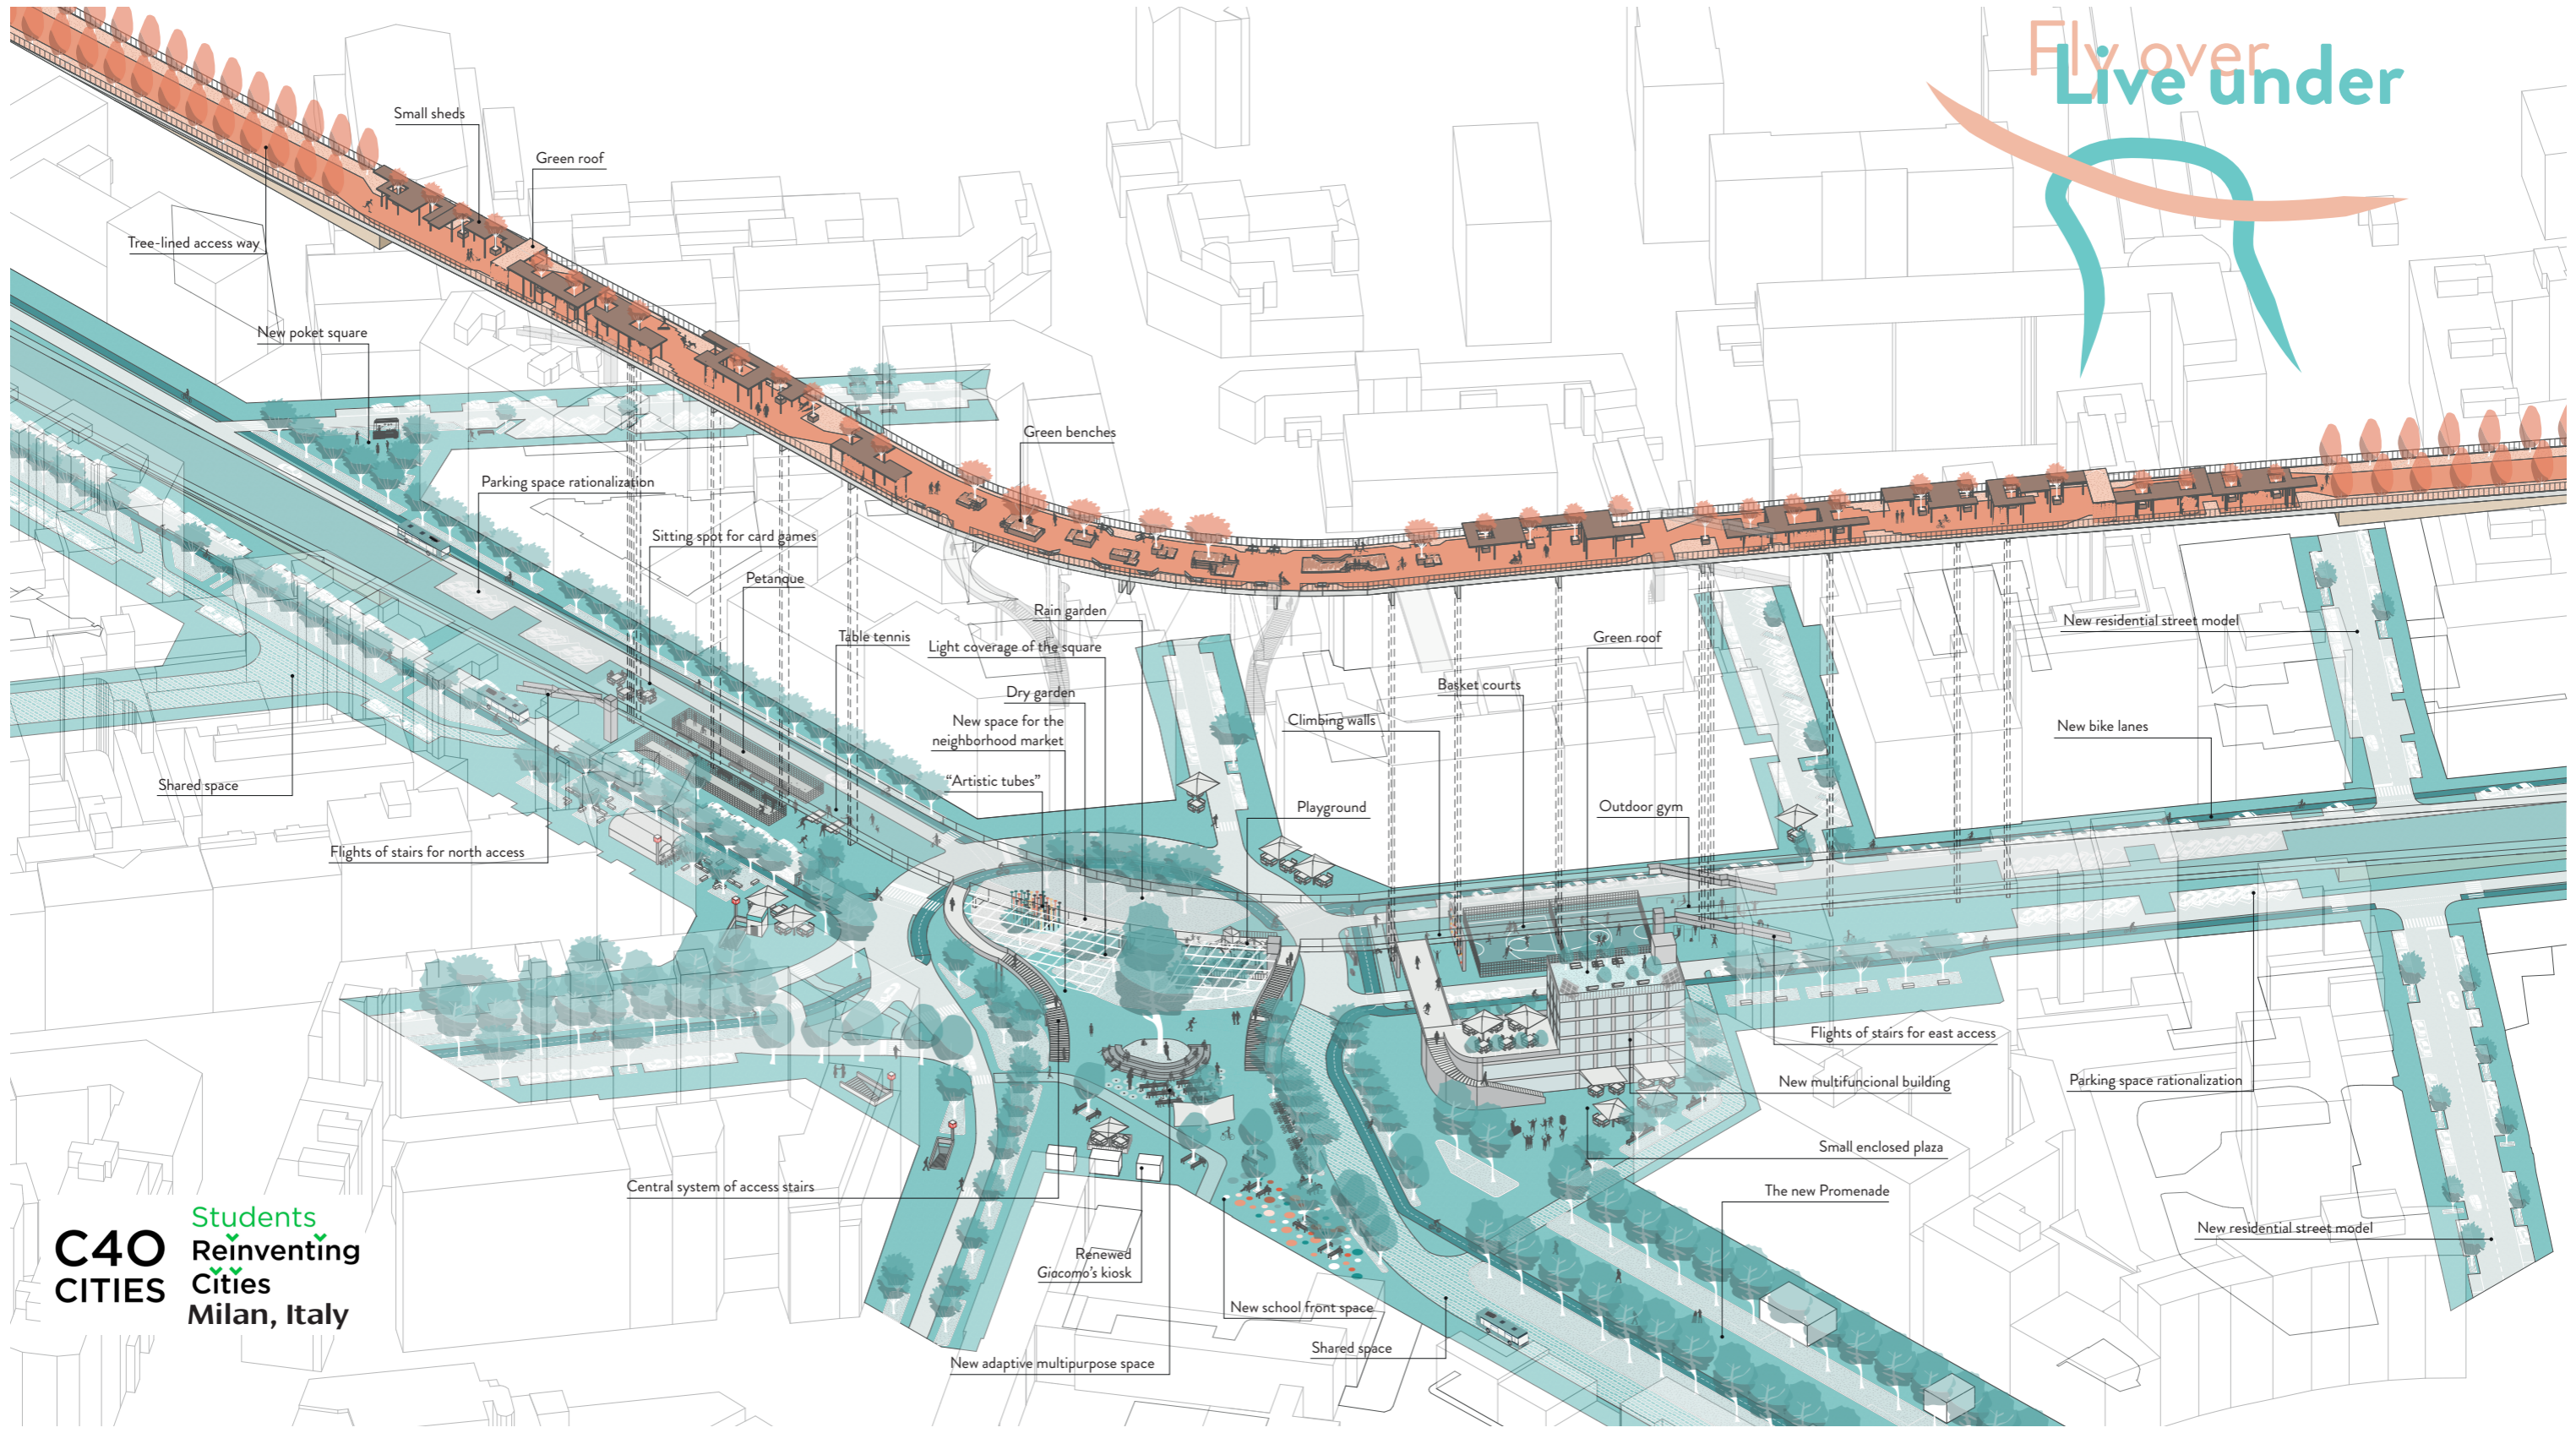 Fly over
Live under
Small sheds
Green roof
Tree-lined access way
New poket square
Green benches
Parking space rationalization
Sitting spot for card games
Petanque
Rain garden
Table tennis
Light coverage of the square
Green roof
New residential street model
Dry garden
Basket courts
New space for the
neighborhood market
Climbing walls
New bike lanes
"Artistic tubes"
Shared space
Playground
Outdoor gym
Flights of stairs for north access
Flights of stairs for east access
New multifuncional building
Parking space rationalization
Small enclosed plaza
Central system of access stairs
The new Promenade
New residential street model
Renewed
Giacomo's kiosk
New school front space
Shared space
New adaptive multipurpose space
C40
CITIES
Students
Reinventing
Cities
Milan, Italy